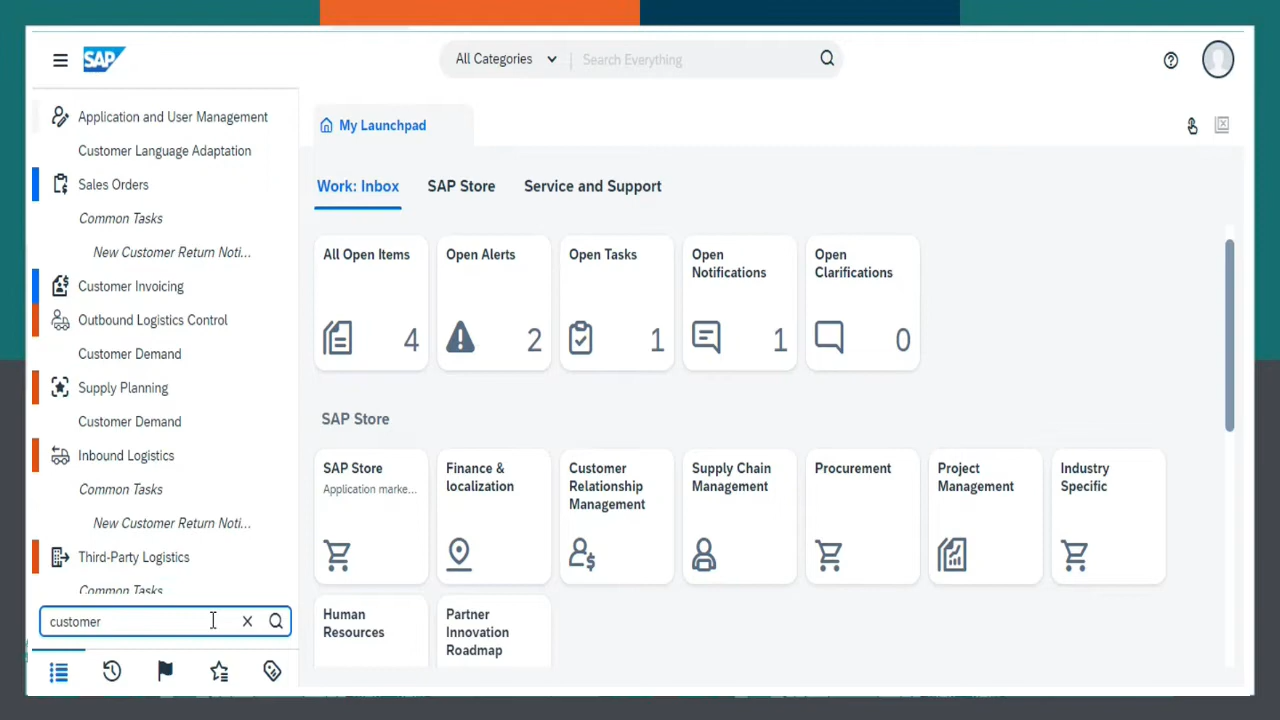 SAP
All Categories
Search Everything
Application and User Management
Customer Language Adaptation
Sales Orders
Common Tasks
New Customer Return Noti...
Customer Invoicing
Outbound Logistics Control
Customer Demand
Supply Planning
Customer Demand
Inbound Logistics
Common Tasks
New Customer Return Noti...
Third-Party Logistics
Common Tasks
customer
My Launchpad
Work: Inbox
SAP Store
Service and Support
All Open Items
4
Open Alerts
2
Open Tasks
1
Open
Notifications
1
Open
Clarifications
0
SAP Store
SAP Store
Application marke...
Finance &
localization
Customer
Relationship
Management
Supply Chain
Management
Procurement
Project
Management
Industry
Specific
Human
Resources
Partner
Innovation
Roadmap